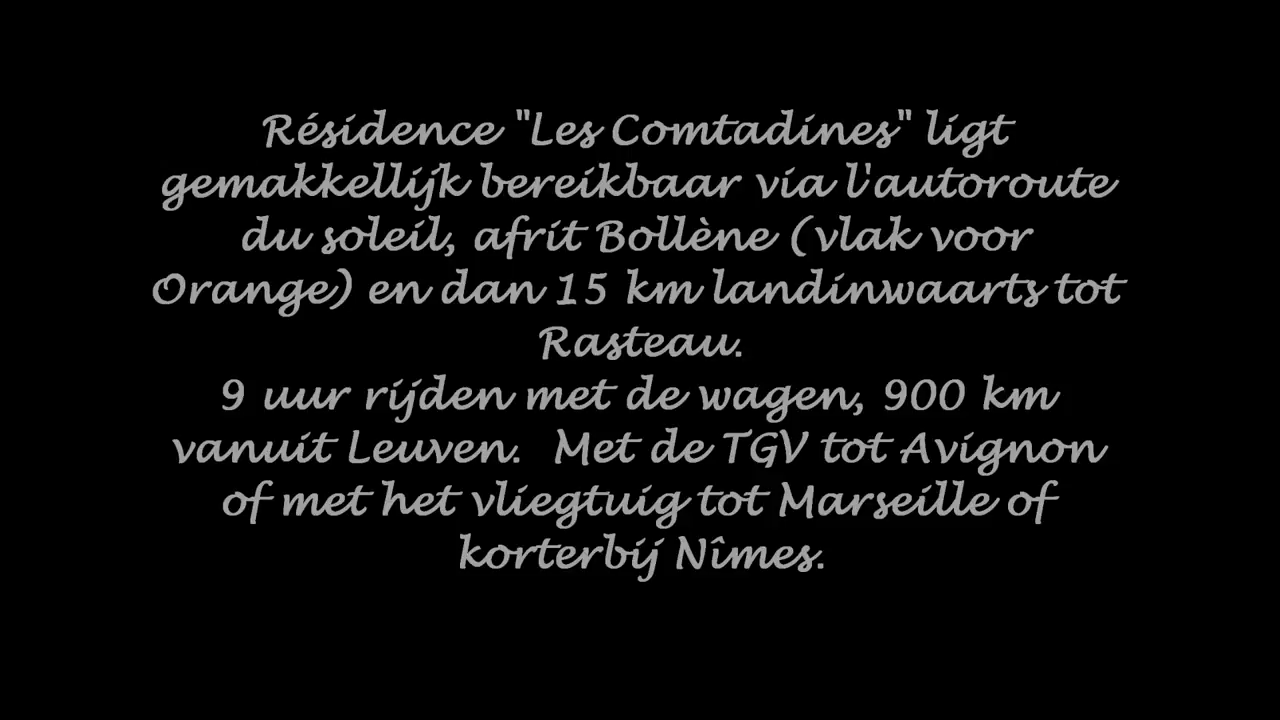 Résidence "Les Comtadines" ligt
gemakkellijk bereikbaar via l'autoroute
du soleil, afrit Bollène (vlak voor
Orange) en dan 15 km landinwaarts tot
Rasteau.
9 uur rijden met de wagen, 900 km
vanuit Leuven.  Met de TGV tot Avignon
of met het vliegtuig tot Marseille of
korterbij Nîmes.